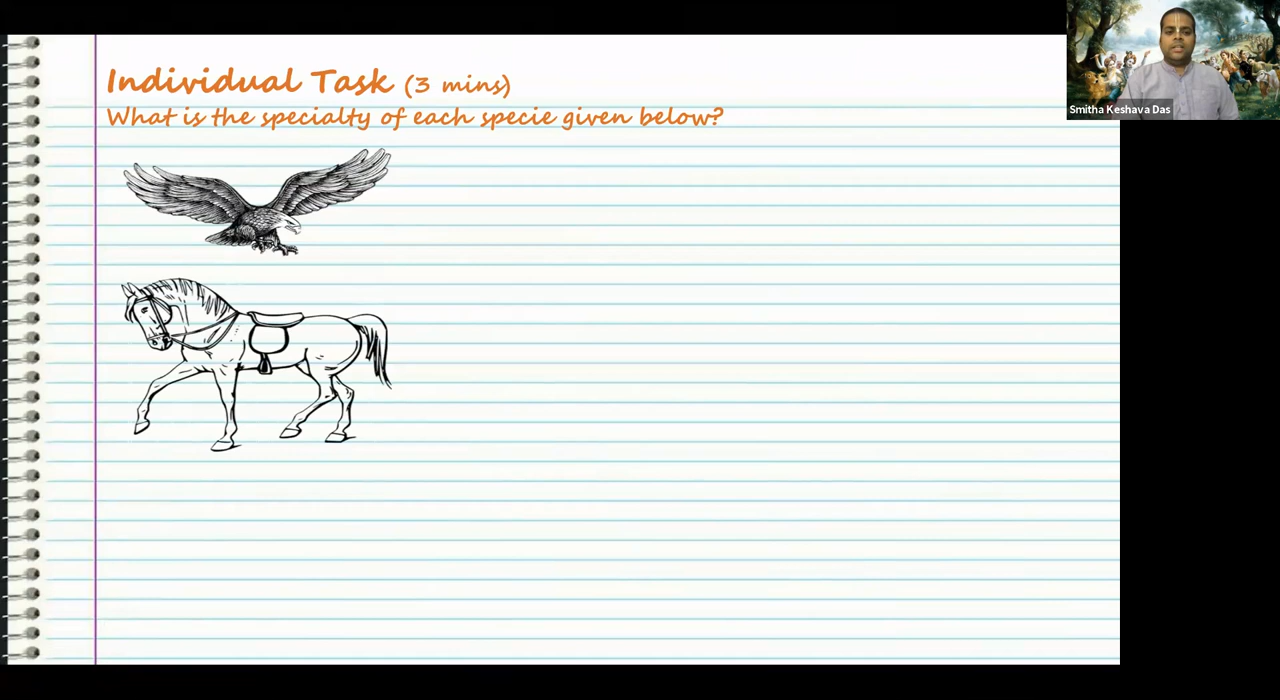 Individual Task (3 mins)
What is the specialty of each specie given below?
Smitha Keshava Das